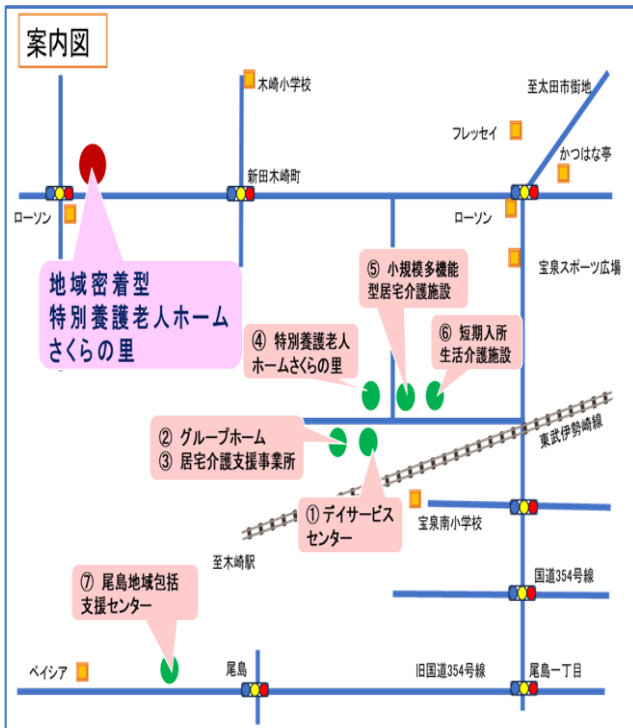 案内図
木崎小学校
至太田市街地
フレッセイ
かつはな亭
新田木崎町
ローソン
ローソン
宝泉スポーツ広場
地域密着型
特別養護老人ホーム
さくらの里
⑤ 小規模多機能
型居宅介護施設
④ 特別養護老人
ホームさくらの里
⑥ 短期入所
生活介護施設
② グループホーム
③ 居宅介護支援事業所
東武伊勢崎線
① デイサービス
センター
宝泉南小学校
至木崎駅
⑦ 尾島地域包括
支援センター
国道354号線
ベイシア
尾島
旧国道354号線
尾島一丁目